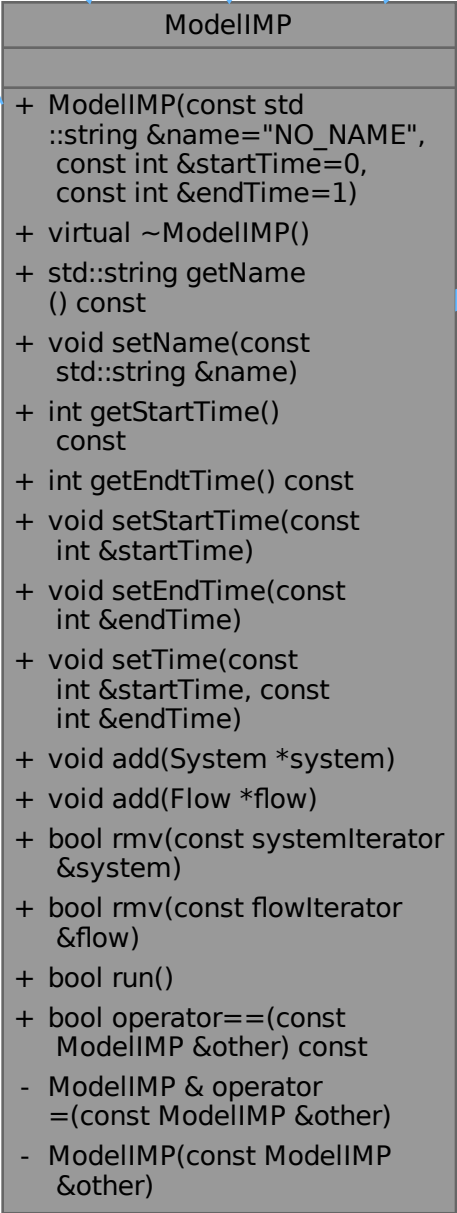 ModelIMP
+ ModelIMP(const std
::string &name="NO_NAME",
const int &startTime=0,
const int &endTime=1)
+ virtual ~ModelIMP()
+ std::string getName
() const
+ void setName(const
std::string &name)
+ int getStartTime()
const
+ int getEndtTime() const
+ void setStartTime(const
int &startTime)
+ void setEndTime(const
int &endTime)
+ void setTime(const
int &startTime, const
int &endTime)
+ void add(System *system)
+ void add(Flow *flow)
+ bool rmv(const systemIterator
&system)
+ bool rmv(const flowIterator
&flow)
+ bool run()
+ bool operator==(const
ModelIMP &other) const
- ModelIMP & operator
=(const ModelIMP &other)
- ModelIMP(const ModelIMP
&other)